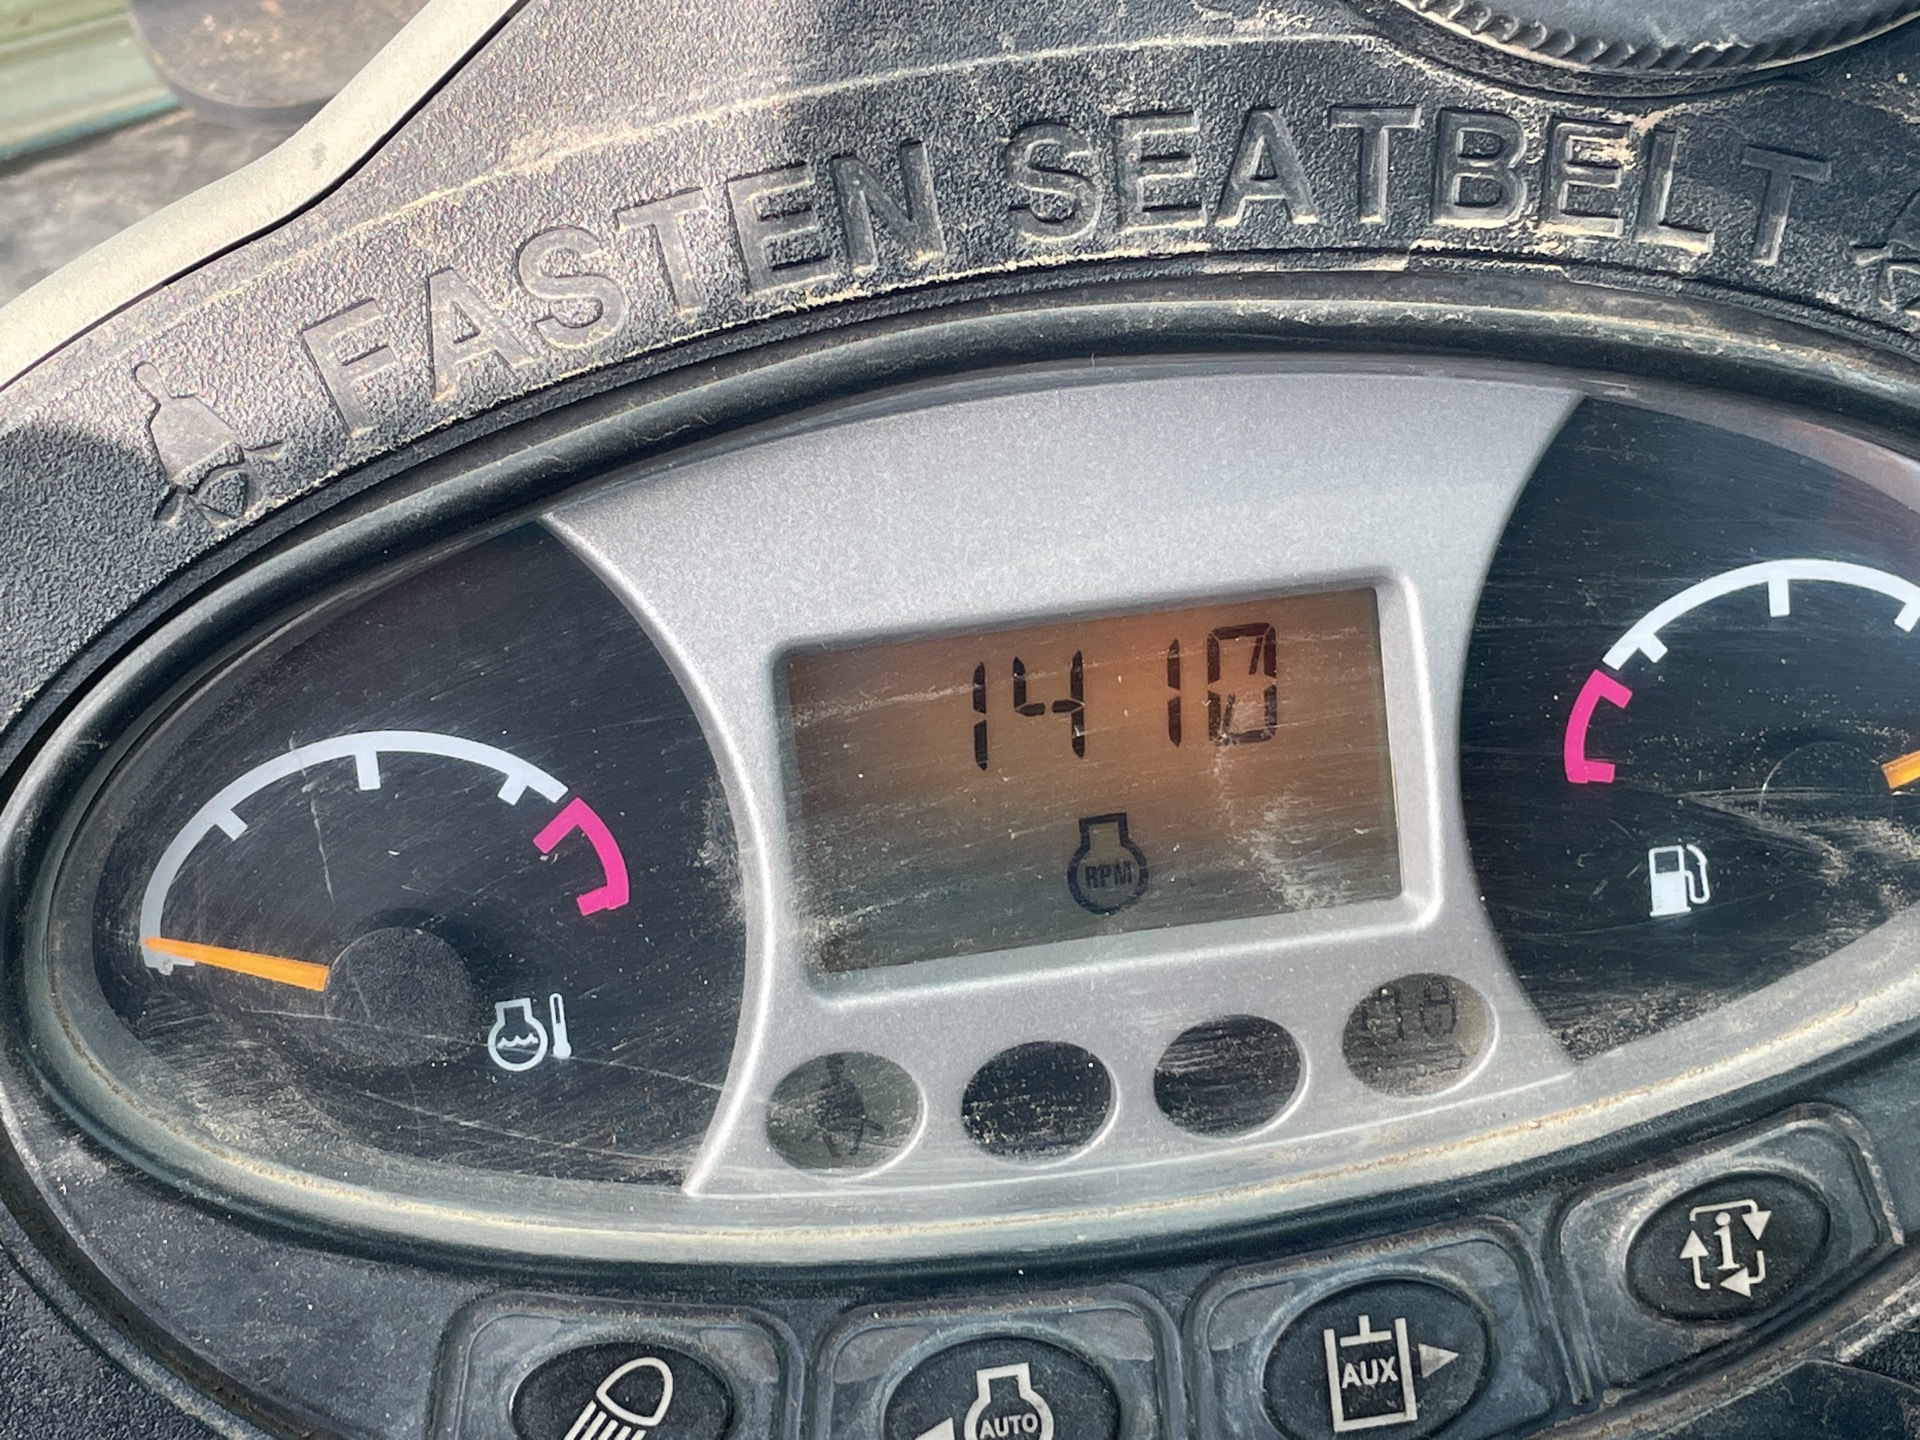 FASTEN SEATBELT
1410
RPM
AUTO
AUX
i